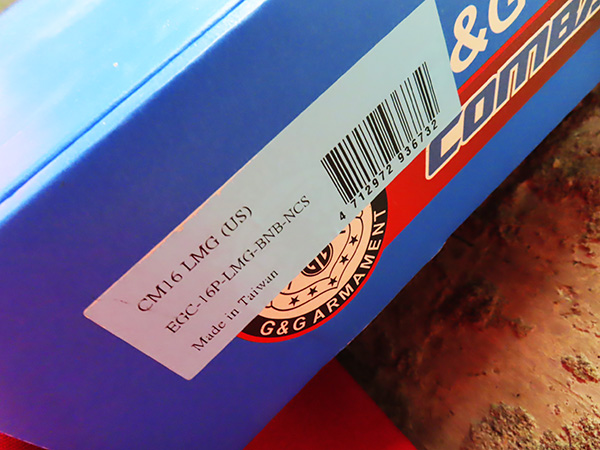 &G
COMBA
4 712972 936732
CM16 LMG (US)
EGC-16P-LMG-BNB-NCS
Made in Taiwan
G&G ARMAMENT